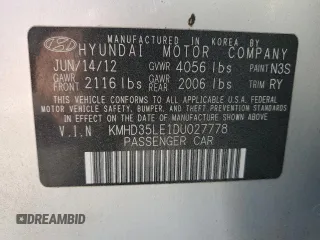 MANUFACTURED IN KOREA BY
HYUNDAI MOTOR COMPANY
JUN/14/12 GVWR 4056 lbs PAINT N3S
GAWR FRONT 2116 lbs GAWR REAR 2006 lbs TRIM RY
THIS VEHICLE CONFORMS TO ALL APPLICABLE U.S. FEDERAL
MOTOR VEHICLE SAFETY, BUMPER, AND THEFT PREVENTION
STANDARDS IN EFFECT ON THE DATE OF MANUFACTURE SHOWN ABOVE.
V.I.N KMHD35LE1DU027778
PASSENGER CAR
DREAMBID